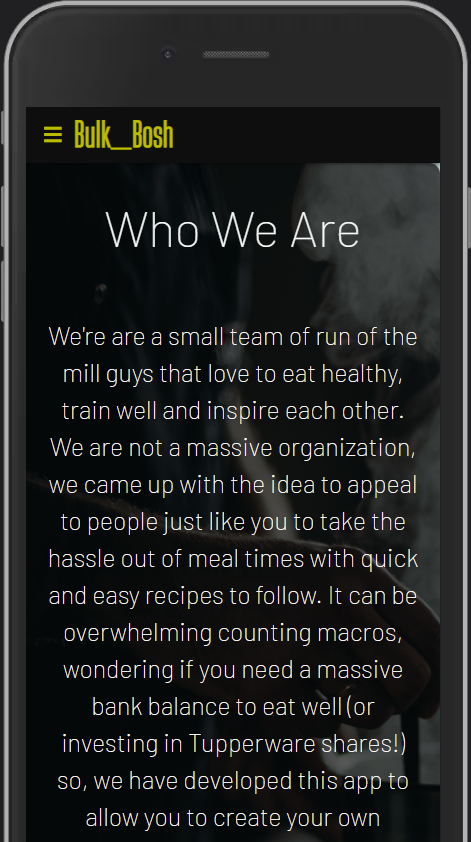 Bulk__Bosh
Who We Are
We're are a small team of run of the
mill guys that love to eat healthy,
train well and inspire each other.
We are not a massive organization,
we came up with the idea to appeal
to people just like you to take the
hassle out of meal times with quick
and easy recipes to follow. It can be
overwhelming counting macros,
wondering if you need a massive
bank balance to eat well (or
investing in Tupperware shares!)
so, we have developed this app to
allow you to create your own